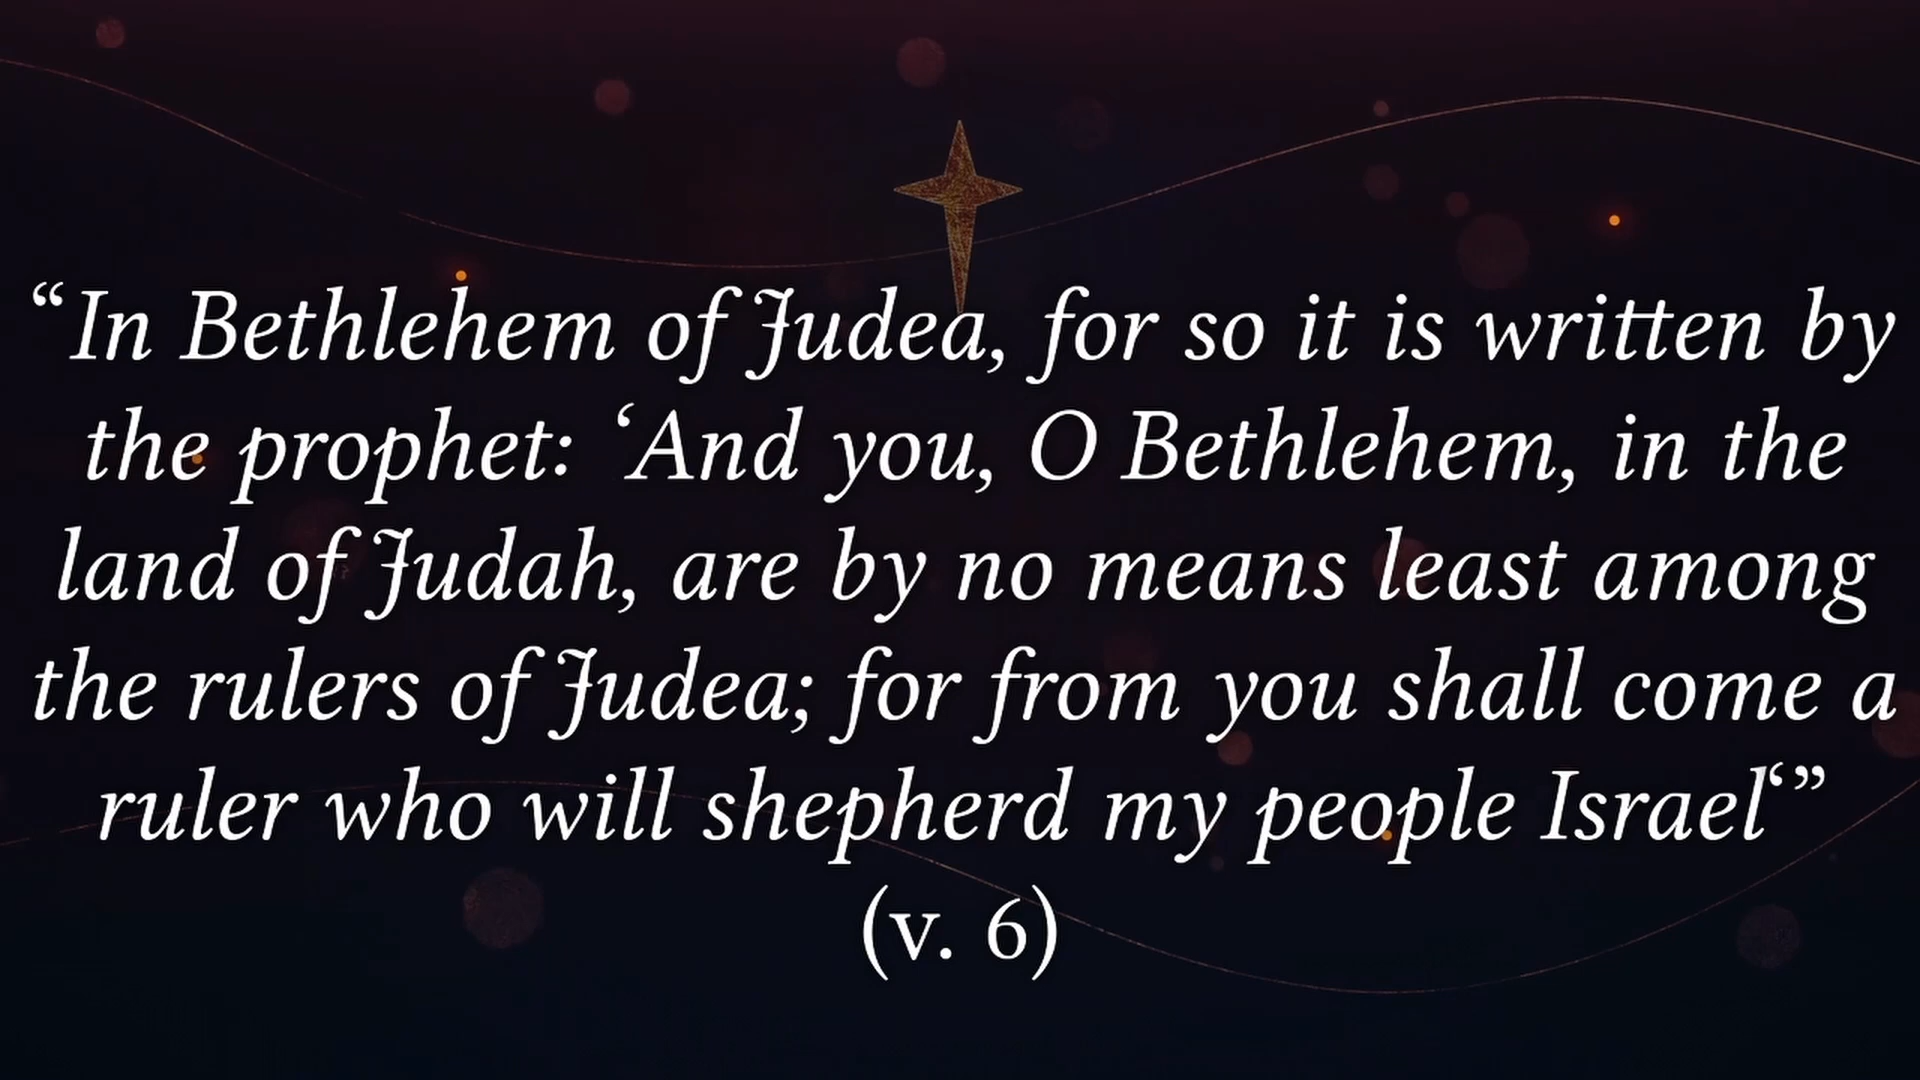 “In Bethlehem of Judea, for so it is written by
the prophet: ‘And you, O Bethlehem, in the
land of Judah, are by no means least among
the rulers of Judea; for from you shall come a
ruler who will shepherd my people Israel‘”
(v. 6)